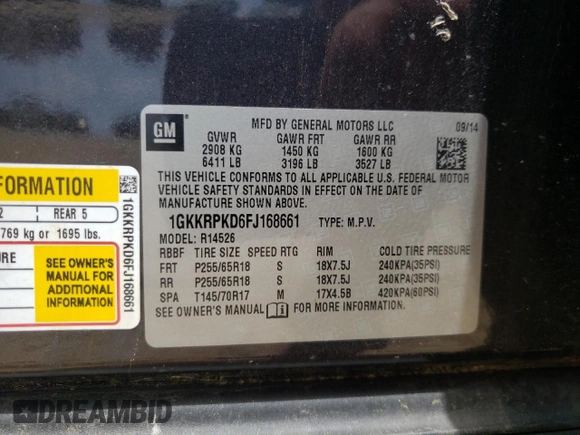 GM
MFD BY GENERAL MOTORS LLC
09/14
GVWR GAWR FRT GAWR RR
2908 KG 1450 KG 1600 KG
6411 LB 3196 LB 3527 LB
THIS VEHICLE CONFORMS TO ALL APPLICABLE U.S. FEDERAL MOTOR
VEHICLE SAFETY STANDARDS IN EFFECT ON THE DATE OF
MANUFACTURE SHOWN ABOVE.
1GKKRPKD6FJ168661 TYPE: M.P.V.
MODEL: R14526
RBBF TIRE SIZE SPEED RTG RIM COLD TIRE PRESSURE
FRT P255/65R18 S 18X7.5J 240KPA(35PSI)
RR P255/65R18 S 18X7.5J 240KPA(35PSI)
SPA T145/70R17 M 17X4.5B 420KPA(60PSI)
SEE OWNER'S MANUAL FOR MORE INFORMATION
FORMATION
2 REAR 5
769 kg or 1695 lbs.
SEE OWNER'S
MANUAL FOR
ADDITIONAL
INFORMATION
1GKKRPKD6FJ168661
DREAMBID